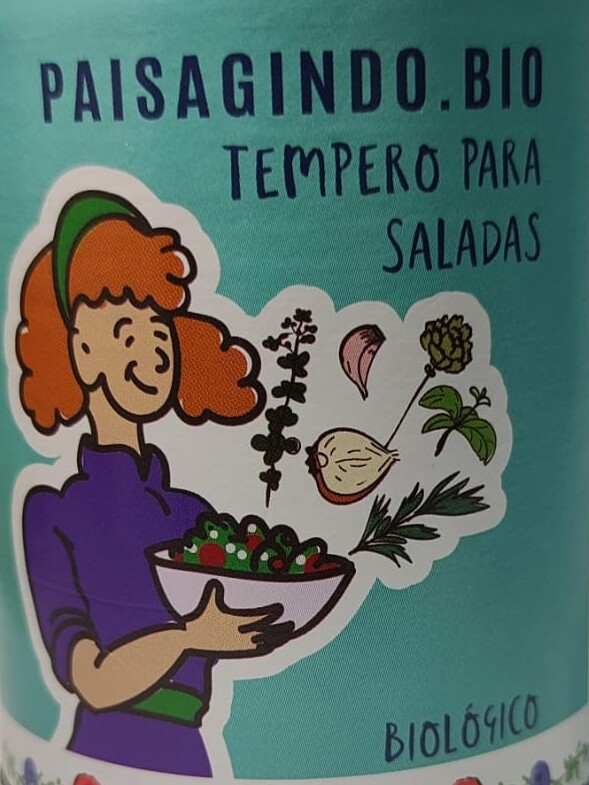 PAISAGINDO.BIO
TEMPERO PARA
SALADAS
BIOLÓGICO